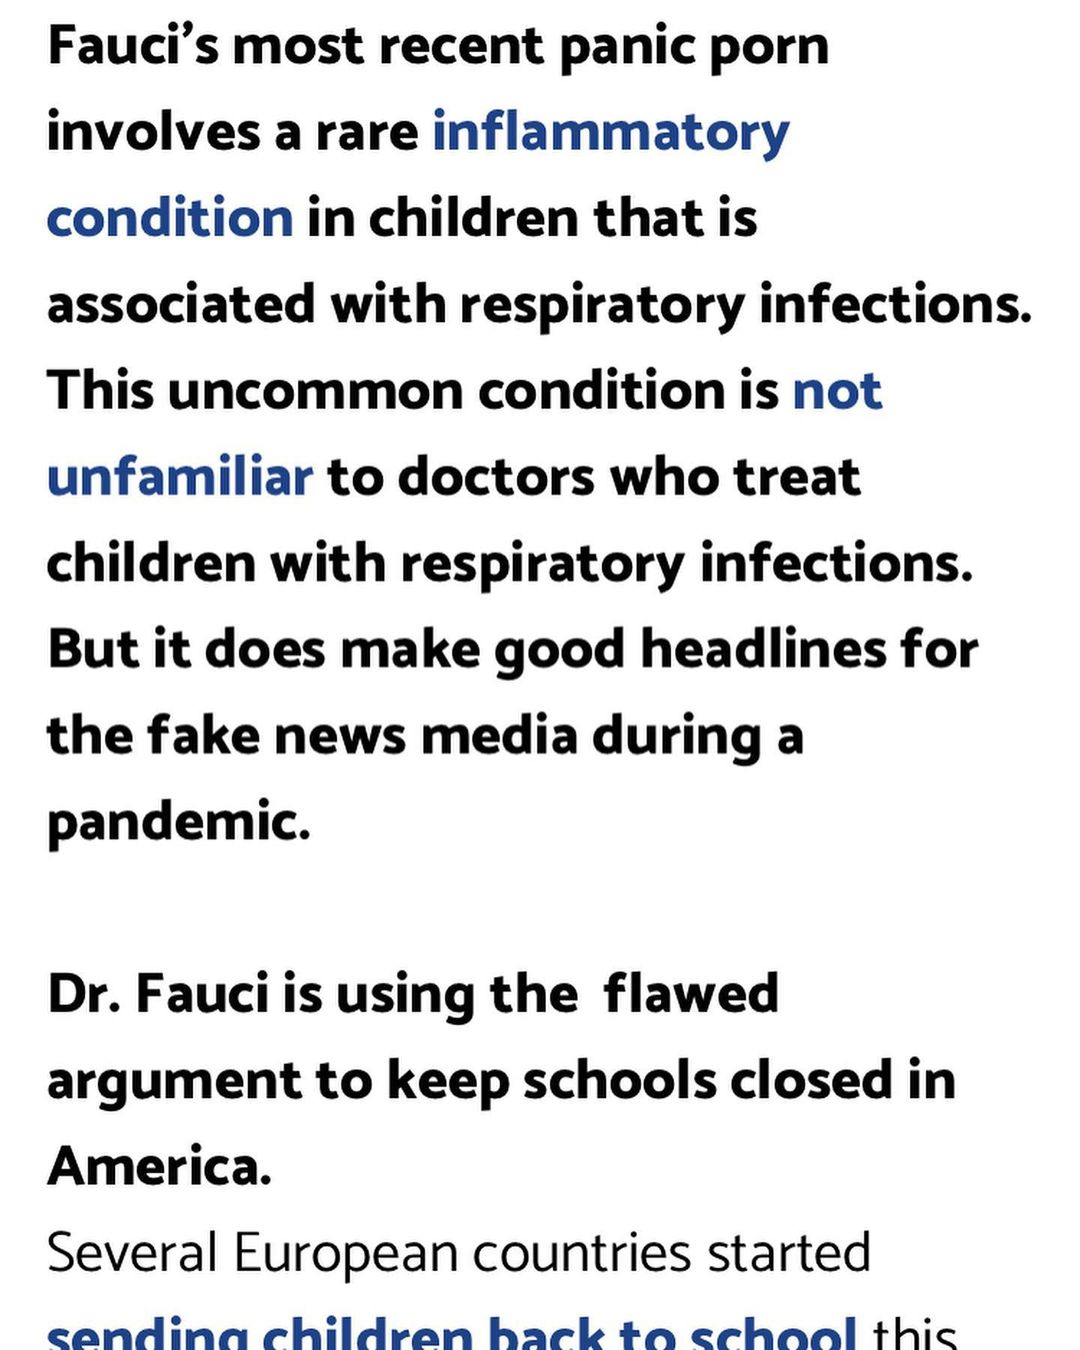 Fauci’s most recent panic porn
involves a rare inflammatory
condition in children that is
associated with respiratory infections.
This uncommon condition is not
unfamiliar to doctors who treat
children with respiratory infections.
But it does make good headlines for
the fake news media during a
pandemic.
Dr. Fauci is using the  flawed
argument to keep schools closed in
America.
Several European countries started
sending children back to school this